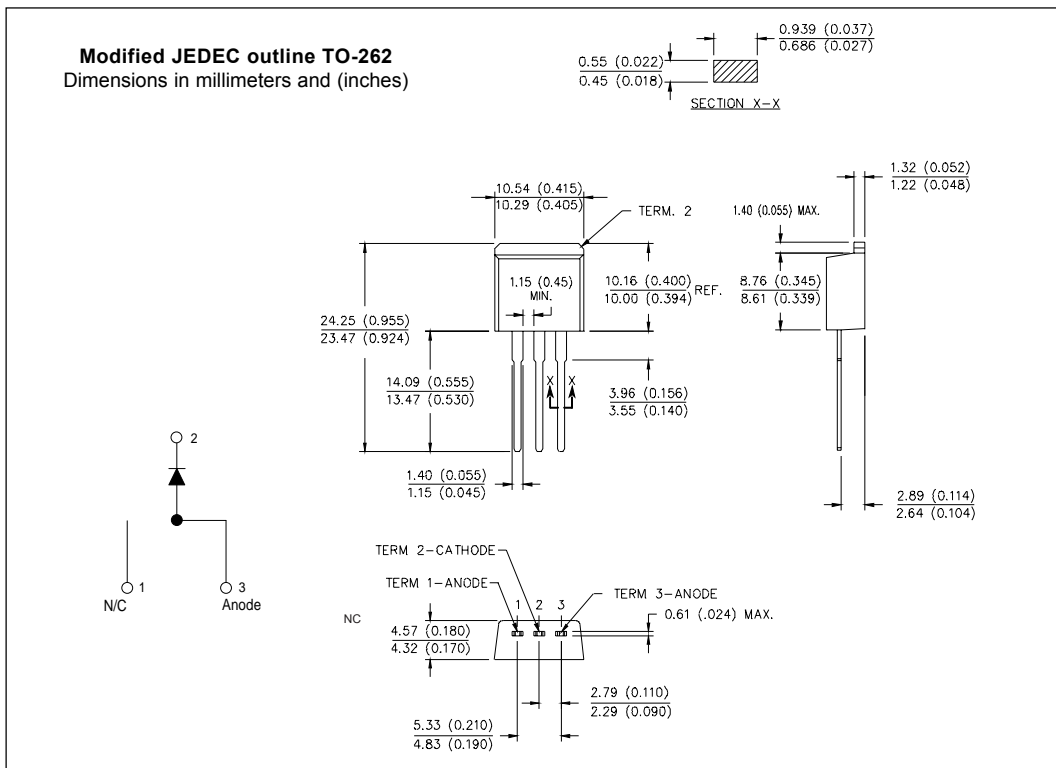 Modified JEDEC outline TO-262
Dimensions in millimeters and (inches)
0.939 (0.037)
0.686 (0.027)
0.55 (0.022)
0.45 (0.018)
SECTION X-X
1.32 (0.052)
1.22 (0.048)
1.40 (0.055) MAX.
10.54 (0.415)
10.29 (0.405)
TERM. 2
1.15 (0.45)
MIN.
10.16 (0.400)
10.00 (0.394)
REF.
8.76 (0.345)
8.61 (0.339)
24.25 (0.955)
23.47 (0.924)
14.09 (0.555)
13.47 (0.530)
X X
3.96 (0.156)
3.55 (0.140)
1.40 (0.055)
1.15 (0.045)
2.89 (0.114)
2.64 (0.104)
2
1
N/C
3
Anode
TERM 2-CATHODE
TERM 1-ANODE
TERM 3-ANODE
1 2 3
0.61 (.024) MAX.
NC
4.57 (0.180)
4.32 (0.170)
2.79 (0.110)
2.29 (0.090)
5.33 (0.210)
4.83 (0.190)